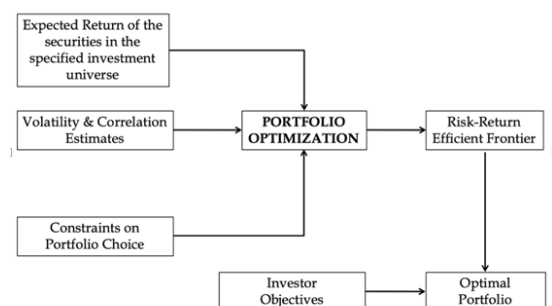 Expected Return of the
securities in the
specified investment
universe
Volatility & Correlation
Estimates
PORTFOLIO
OPTIMIZATION
Risk-Return
Efficient Frontier
Constraints on
Portfolio Choice
Investor
Objectives
Optimal
Portfolio